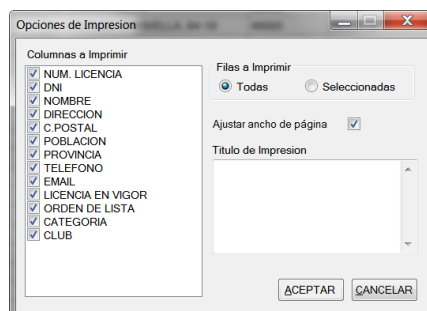 Opciones de Impresion
Columnas a Imprimir
NUM. LICENCIA
DNI
NOMBRE
DIRECCION
C.POSTAL
POBLACION
PROVINCIA
TELEFONO
EMAIL
LICENCIA EN VIGOR
ORDEN DE LISTA
CATEGORIA
CLUB
Filas a Imprimir
Todas Seleccionadas
Ajustar ancho de página
Titulo de Impresion
ACEPTAR CANCELAR